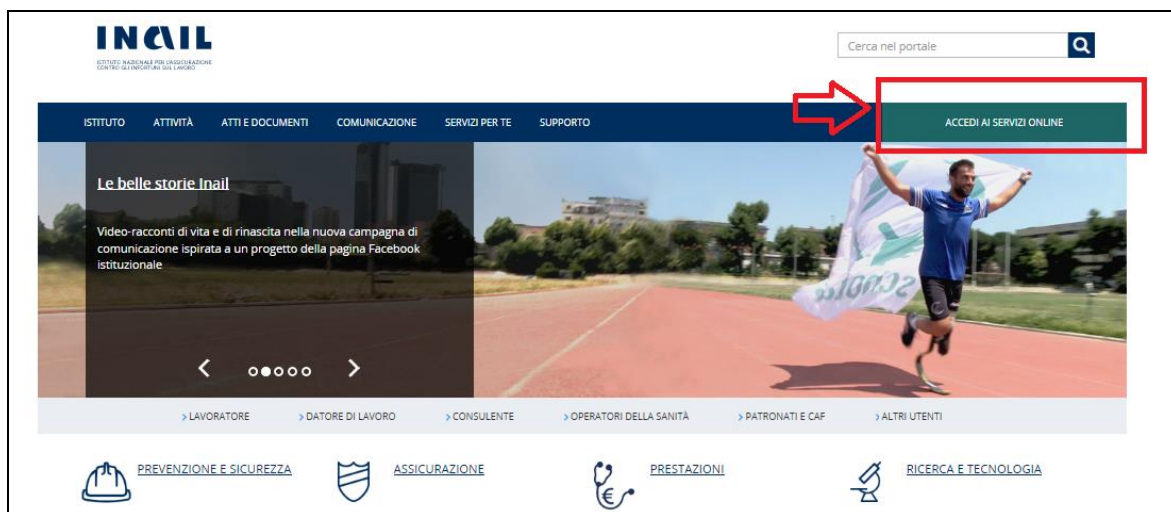 INAIL
ISTITUTO NAZIONALE PER L'ASSICURAZIONE
CONTRO GLI INFORTUNI SUL LAVORO
Cerca nel portale
ISTITUTO ATTIVITÀ ATTI E DOCUMENTI COMUNICAZIONE SERVIZI PER TE SUPPORTO ACCEDI AI SERVIZI ONLINE
Le belle storie Inail
Video-racconti di vita e di rinascita nella nuova campagna di
comunicazione ispirata a un progetto della pagina Facebook
istituzionale
LAVORATORE DATORE DI LAVORO CONSULENTE OPERATORI DELLA SANITÀ PATRONATI E CAF ALTRI UTENTI
PREVENZIONE E SICUREZZA ASSICURAZIONE PRESTAZIONI RICERCA E TECNOLOGIA